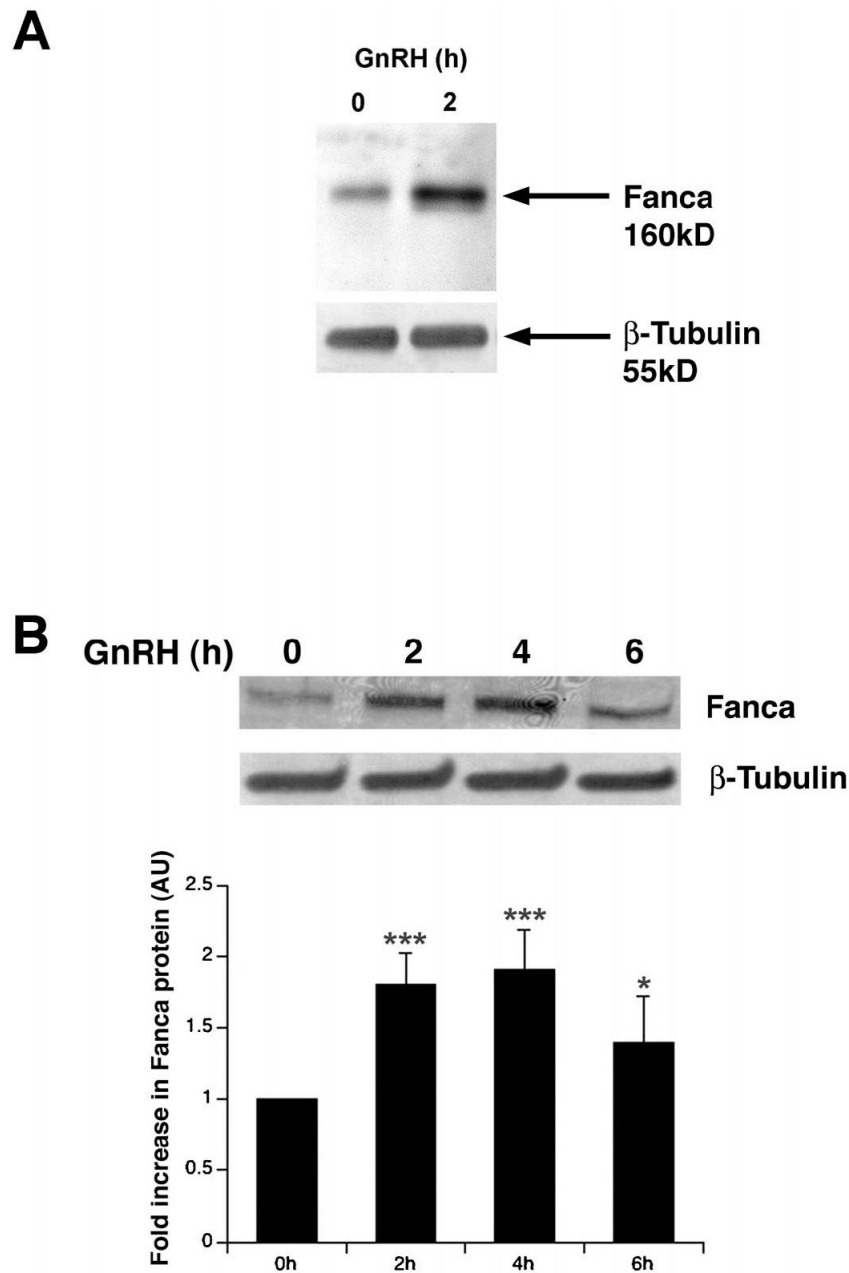 A
GnRH (h)
0 2
Fanca
160kD
β-Tubulin
55kD
B
GnRH (h) 0 2 4 6
Fanca
β-Tubulin
Fold increase in Fanca protein (AU)
2.5
2
1.5
1
0.5
0
***
***
*
0h 2h 4h 6h